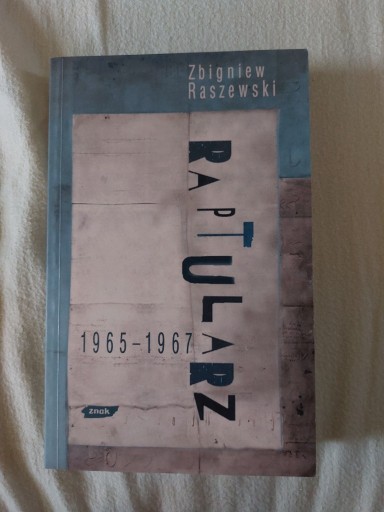 Zbigniew
Raszewski
RAPTULARZ
1965-1967
znak